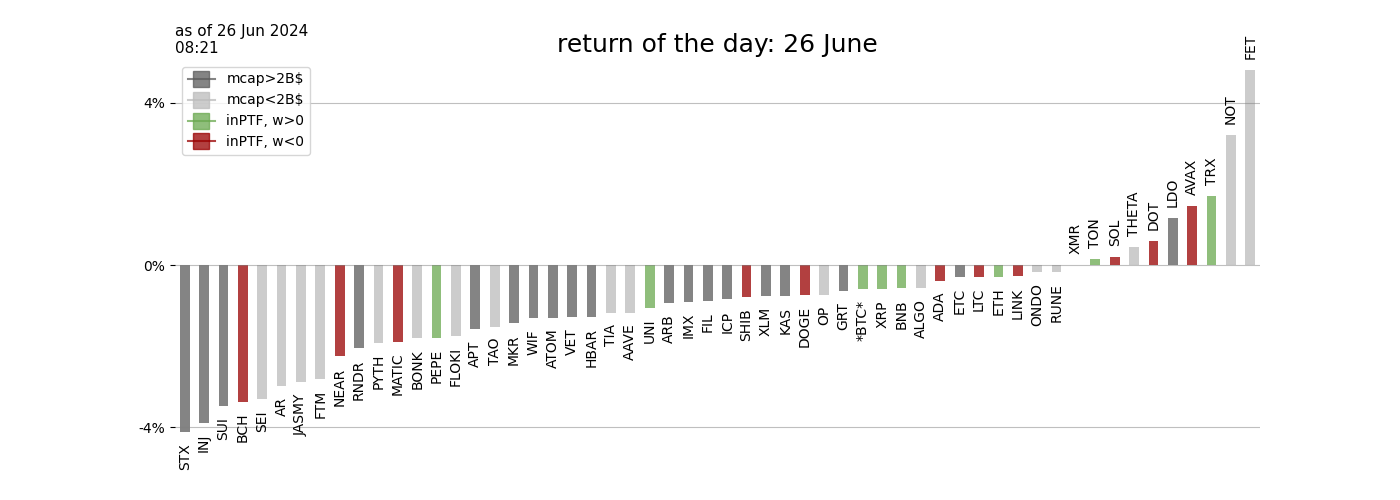 as of 26 Jun 2024
08:21
return of the day: 26 June
mcap>2B$
mcap<2B$
inPTF, w>0
inPTF, w<0
4%
0%
-4%
STX
INJ
SUI
BCH
SEI
AR
JASMY
FTM
NEAR
RNDR
PYTH
MATIC
BONK
PEPE
FLOKI
APT
TAO
MKR
WIF
ATOM
VET
HBAR
TIA
AAVE
UNI
ARB
IMX
FIL
ICP
SHIB
XLM
KAS
DOGE
OP
GRT
*BTC*
XRP
BNB
ALGO
ADA
ETC
LTC
ETH
LINK
ONDO
RUNE
XMR
TON
SOL
THETA
DOT
LDO
AVAX
TRX
NOT
FET